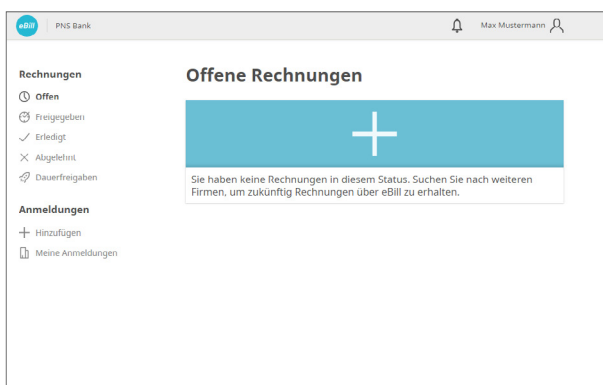 eBill PNS Bank Max Mustermann
Rechnungen
Offen
Freigegeben
Erledigt
Abgelehnt
Dauerfreigaben
Anmeldungen
Hinzufügen
Meine Anmeldungen
Offene Rechnungen
Sie haben keine Rechnungen in diesem Status. Suchen Sie nach weiteren
Firmen, um zukünftig Rechnungen über eBill zu erhalten.